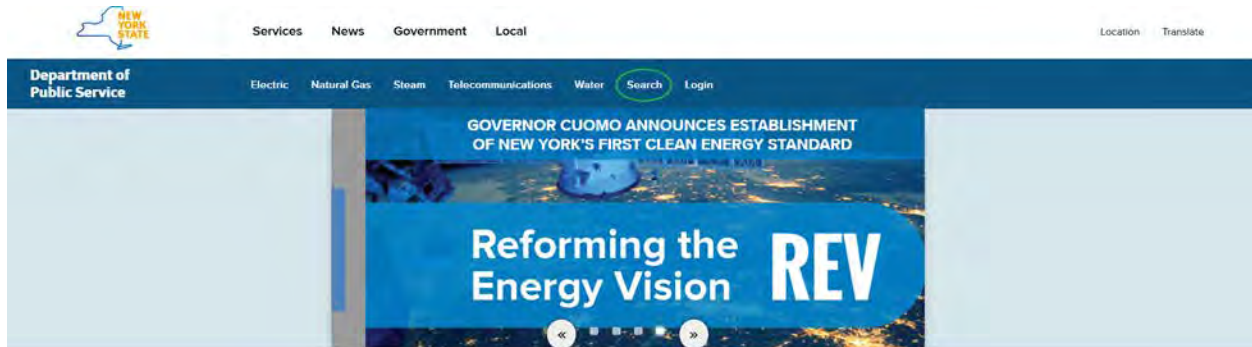 NEW
YORK
STATE
Services News Government Local
Location Translate
Department of
Public Service
Electric Natural Gas Steam Telecommunications Water Search Login
GOVERNOR CUOMO ANNOUNCES ESTABLISHMENT
OF NEW YORK'S FIRST CLEAN ENERGY STANDARD
Reforming the
Energy Vision
REV
«
»